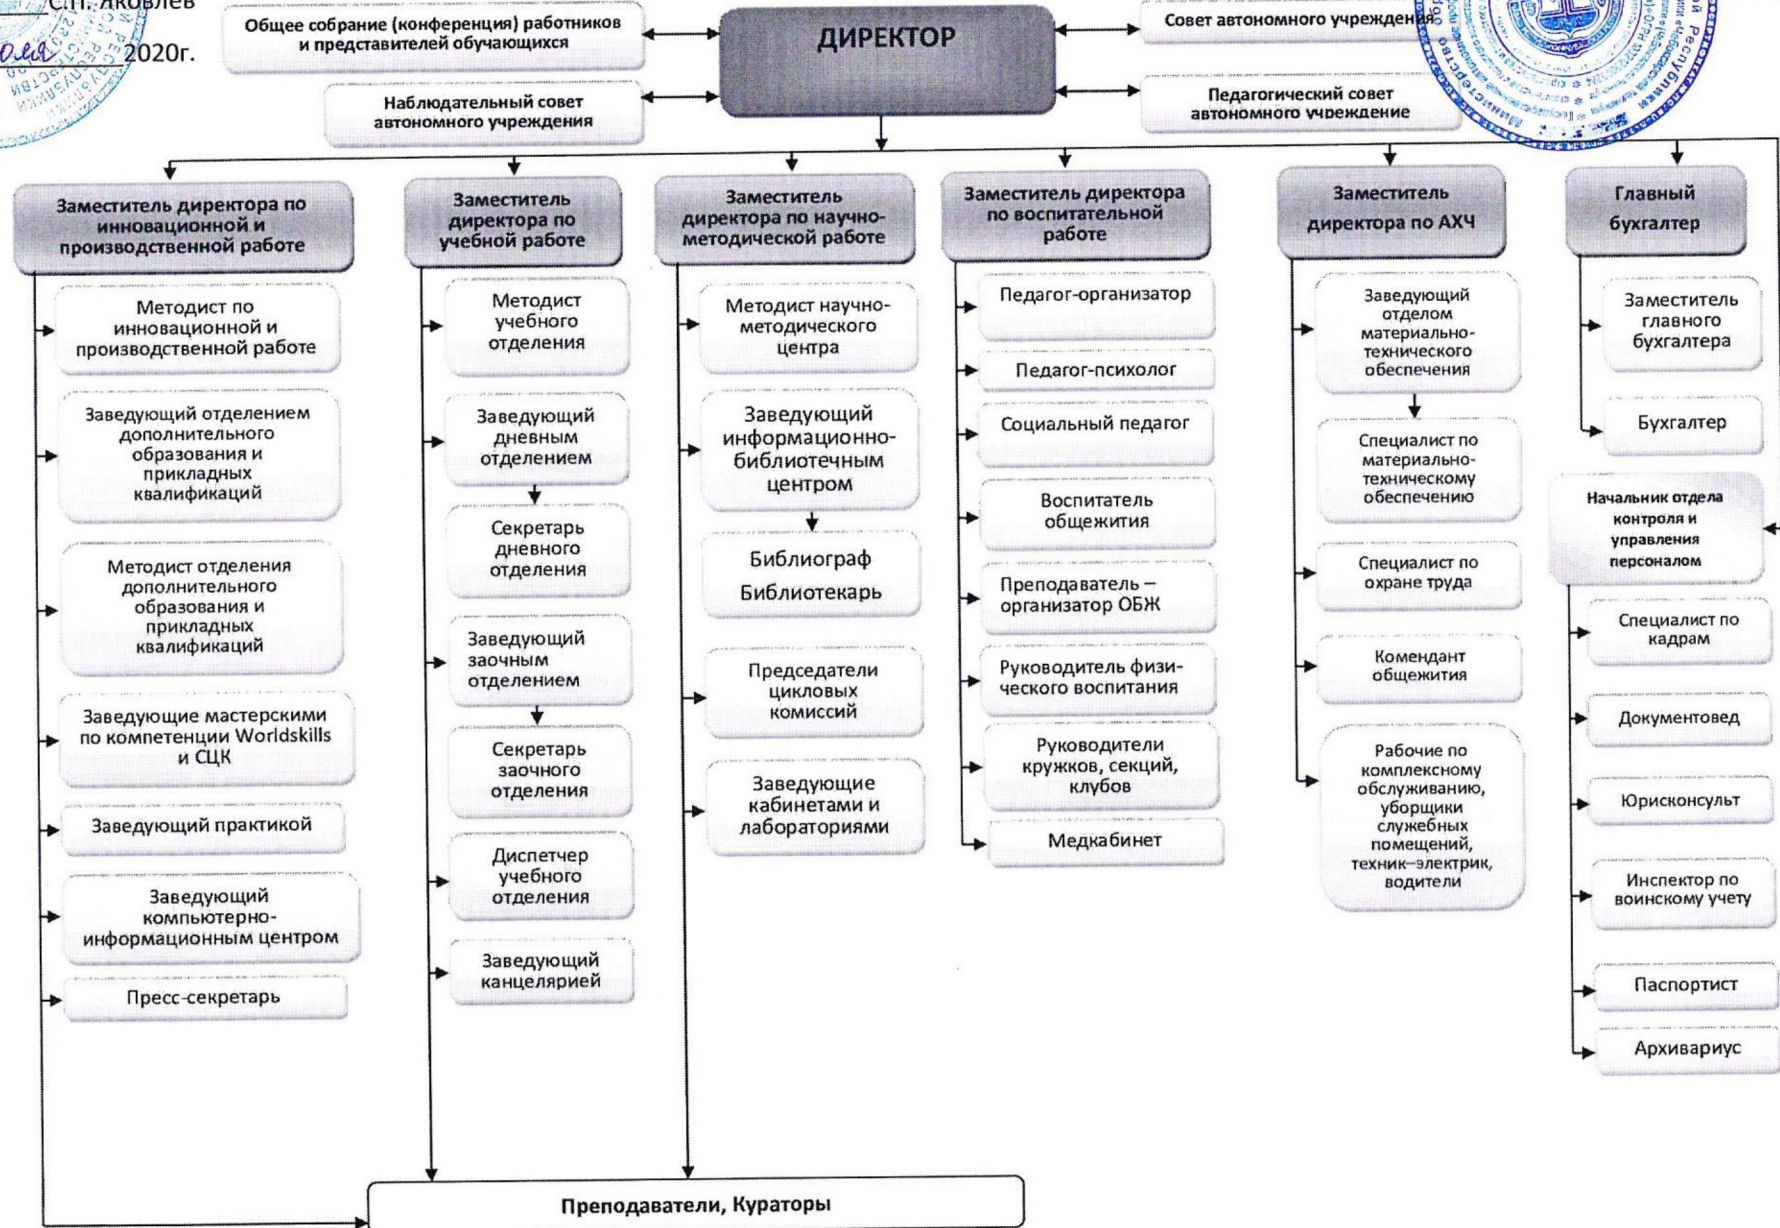 С.П. Яковлев
2020г.
Общее собрание (конференция) работников
и представителей обучающихся
ДИРЕКТОР
Совет автономного учреждения
Наблюдательный совет
автономного учреждения
Педагогический совет
автономного учреждение
Заместитель директора по
инновационной и
производственной работе
Методист по
инновационной и
производственной работе
Заведующий отделением
дополнительного
образования и
прикладных
квалификаций
Методист отделения
дополнительного
образования и
прикладных
квалификаций
Заведующие мастерскими
по компетенции Worldskills
и СЦК
Заведующий практикой
Заведующий
компьютерно-
информационным центром
Пресс-секретарь
Заместитель
директора по
учебной работе
Методист
учебного
отделения
Заведующий
дневным
отделением
Секретарь
дневного
отделения
Заведующий
заочным
отделением
Секретарь
заочного
отделения
Диспетчер
учебного
отделения
Заведующий
канцелярией
Заместитель
директора по научно-
методической работе
Методист научно-
методического
центра
Заведующий
информационно-
библиотечным
центром
Библиограф
Библиотекарь
Председатели
цикловых
комиссий
Заведующие
кабинетами и
лабораториями
Заместитель директора
по воспитательной
работе
Педагог-организатор
Педагог-психолог
Социальный педагог
Воспитатель
общежития
Преподаватель –
организатор ОБЖ
Руководитель физи-
ческого воспитания
Руководители
кружков, секций,
клубов
Медкабинет
Заместитель
директора по АХЧ
Заведующий
отделом
материально-
технического
обеспечения
Специалист по
материально-
техническому
обеспечению
Специалист по
охране труда
Комендант
общежития
Рабочие по
комплексному
обслуживанию,
уборщики
служебных
помещений,
техник–электрик,
водители
Главный
бухгалтер
Заместитель
главного
бухгалтера
Бухгалтер
Начальник отдела
контроля и
управления
персоналом
Специалист по
кадрам
Документовед
Юрисконсульт
Инспектор по
воинскому учету
Паспортист
Архивариус
Преподаватели, Кураторы